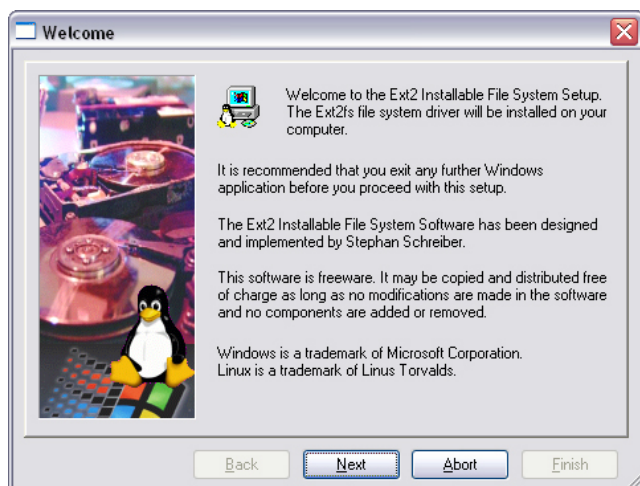 Welcome
Welcome to the Ext2 Installable File System Setup.
The Ext2fs file system driver will be installed on your
computer.
It is recommended that you exit any further Windows
application before you proceed with this setup.
The Ext2 Installable File System Software has been designed
and implemented by Stephan Schreiber.
This software is freeware. It may be copied and distributed free
of charge as long as no modifications are made in the software
and no components are added or removed.
Windows is a trademark of Microsoft Corporation.
Linux is a trademark of Linus Torvalds.
Back
Next
Abort
Finish